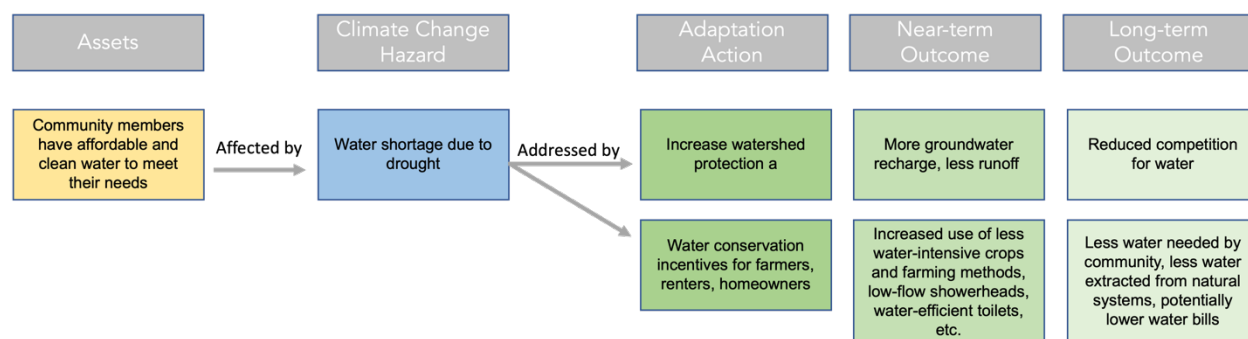 Assets
Climate Change
Hazard
Adaptation
Action
Near-term
Outcome
Long-term
Outcome
Community members
have affordable and
clean water to meet
their needs
Affected by
Water shortage due to
drought
Addressed by
Increase watershed
protection a
More groundwater
recharge, less runoff
Reduced competition
for water
Water conservation
incentives for farmers,
renters, homeowners
Increased use of less
water-intensive crops
and farming methods,
low-flow showerheads,
water-efficient toilets,
etc.
Less water needed by
community, less water
extracted from natural
systems, potentially
lower water bills